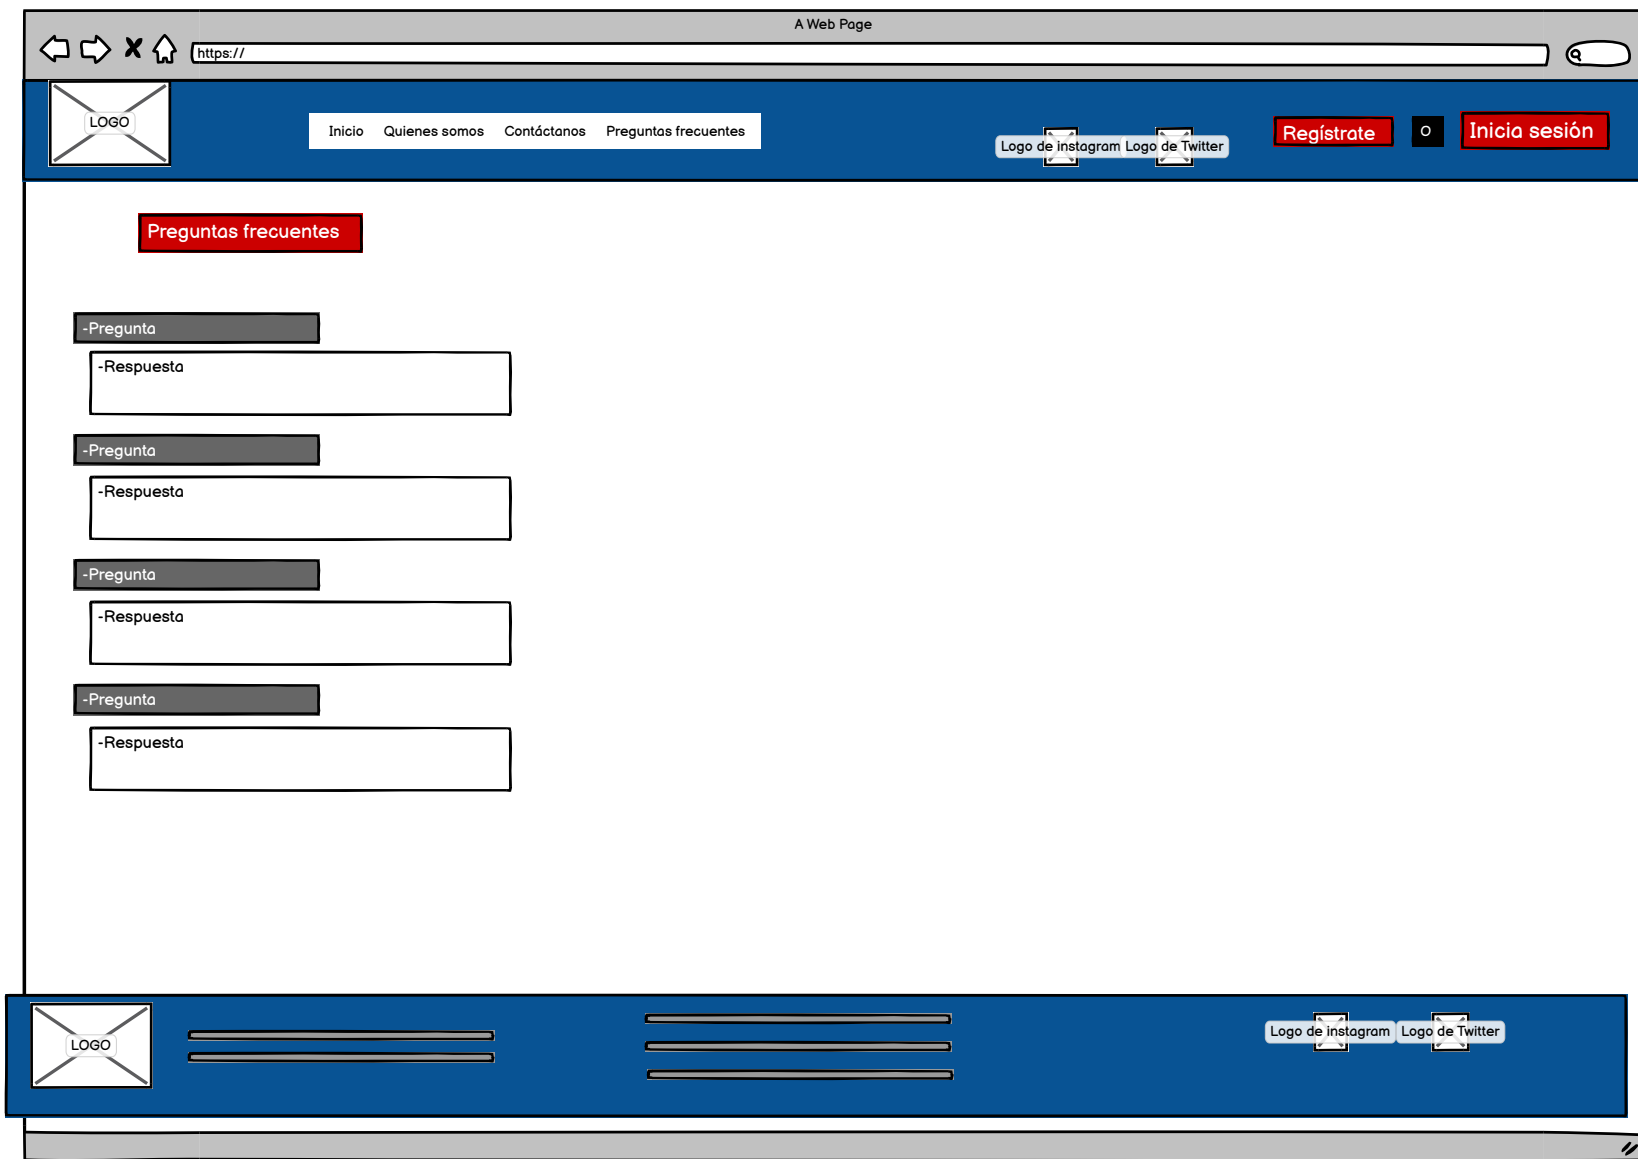 A Web Page
https://
LOGO
Inicio Quienes somos Contáctanos Preguntas frecuentes
Logo de instagram Logo de Twitter
Regístrate O Inicia sesión
Preguntas frecuentes
-Pregunta
-Respuesta
-Pregunta
-Respuesta
-Pregunta
-Respuesta
-Pregunta
-Respuesta
LOGO
Logo de instagram Logo de Twitter